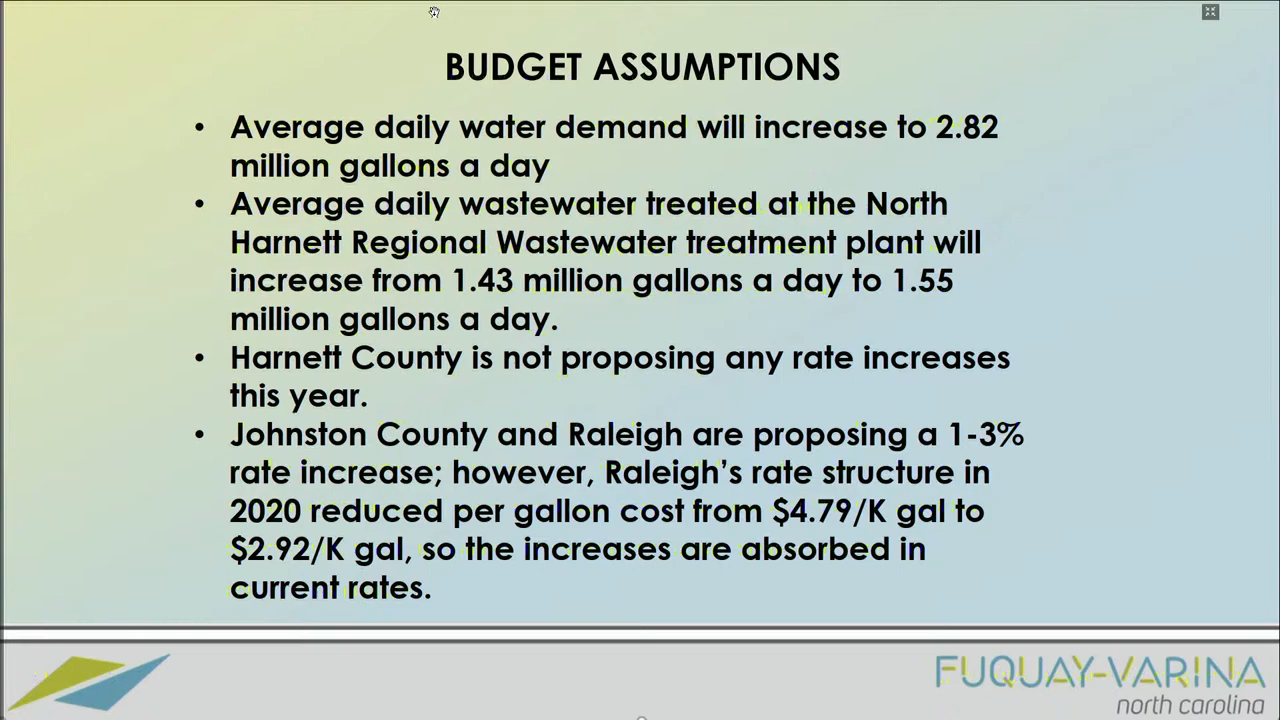 BUDGET ASSUMPTIONS
• Average daily water demand will increase to 2.82
million gallons a day
• Average daily wastewater treated at the North
Harnett Regional Wastewater treatment plant will
increase from 1.43 million gallons a day to 1.55
million gallons a day.
• Harnett County is not proposing any rate increases
this year.
• Johnston County and Raleigh are proposing a 1-3%
rate increase; however, Raleigh’s rate structure in
2020 reduced per gallon cost from $4.79/K gal to
$2.92/K gal, so the increases are absorbed in
current rates.
FUQUAY-VARINA
north carolina